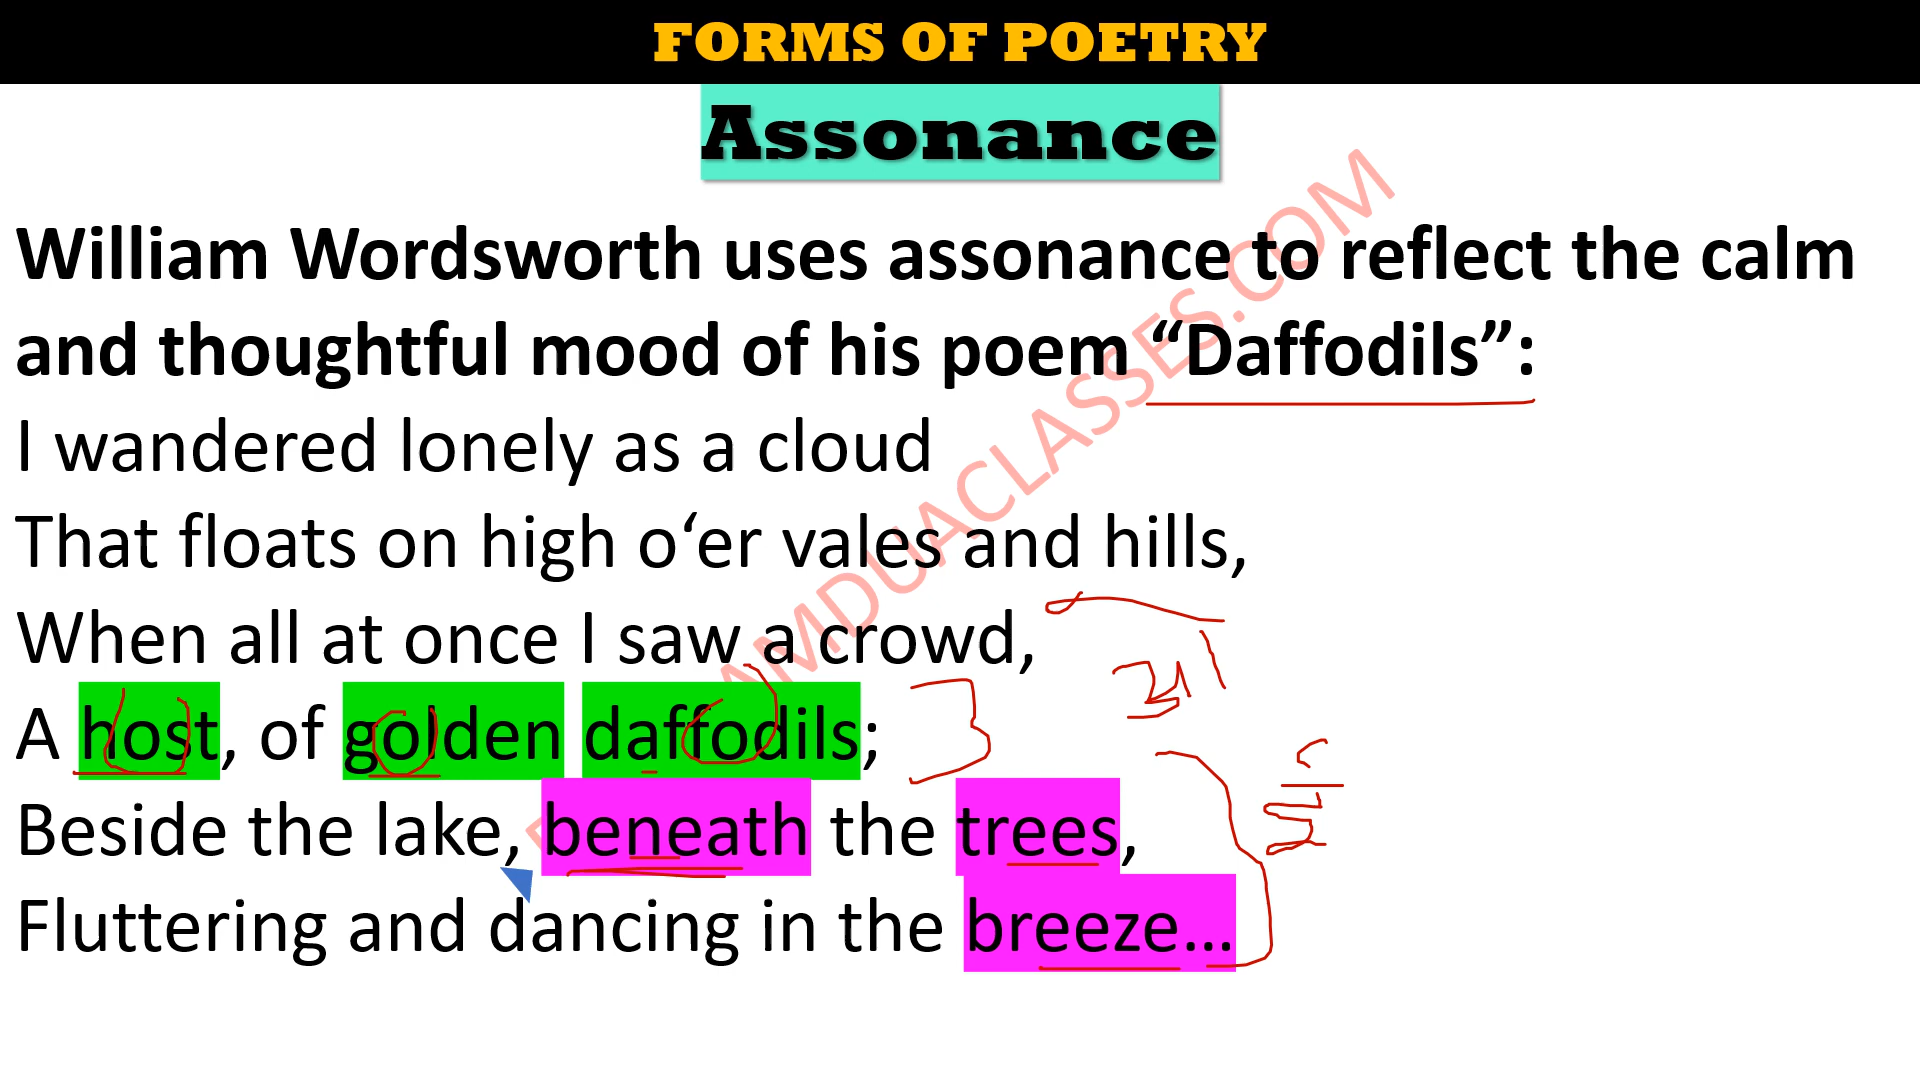 FORMS OF POETRY
Assonance
William Wordsworth uses assonance to reflect the calm
and thoughtful mood of his poem “Daffodils”:
I wandered lonely as a cloud
That floats on high o‘er vales and hills,
When all at once I saw a crowd,
A host, of golden daffodils;
Beside the lake, beneath the trees,
Fluttering and dancing in the breeze...
AMDUACLASSES.COM